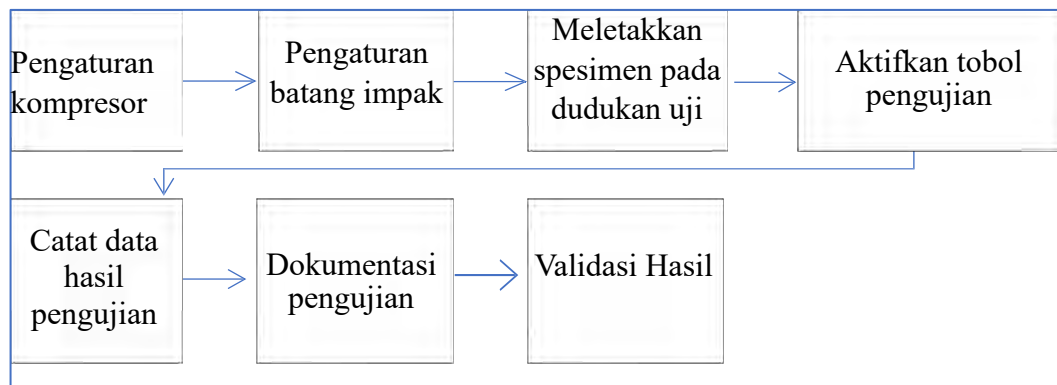 Pengaturan
kompresor
Pengaturan
batang impak
Meletakkan
spesimen pada
dudukan uji
Aktifkan tobol
pengujian
Catat data
hasil
pengujian
Dokumentasi
pengujian
Validasi Hasil